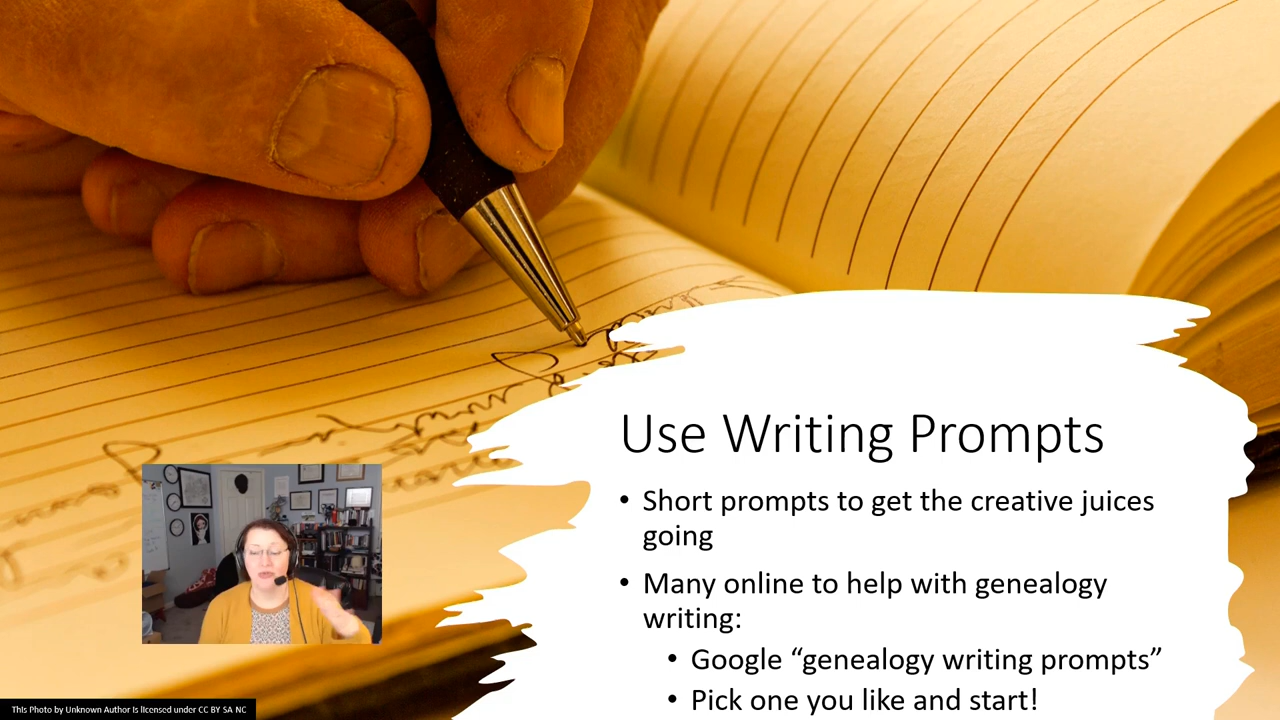 Use Writing Prompts
• Short prompts to get the creative juices
going
• Many online to help with genealogy
writing:
• Google “genealogy writing prompts”
• Pick one you like and start!
This Photo by Unknown Author is licensed under CC BY SA NC